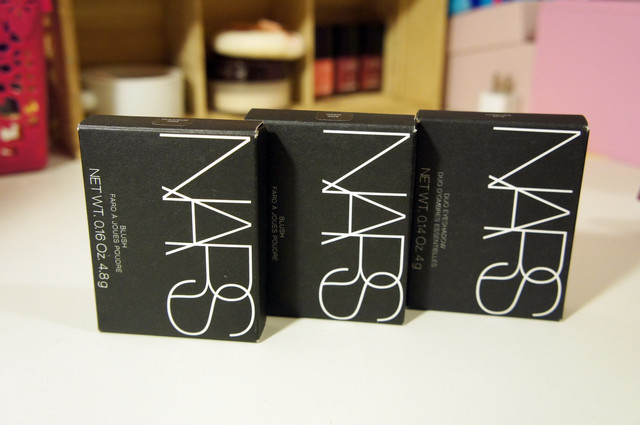 NARS
BLUSH
FARD À JOUES POUDRE
NET WT. 0.16 Oz. 4.8 g
NARS
BLUSH
FARD À JOUES POUDRE
NARS
DUO EYESHADOW
DUO D'OMBRES ESSENTIELLES
NET WT. 0.14 Oz. 4 g